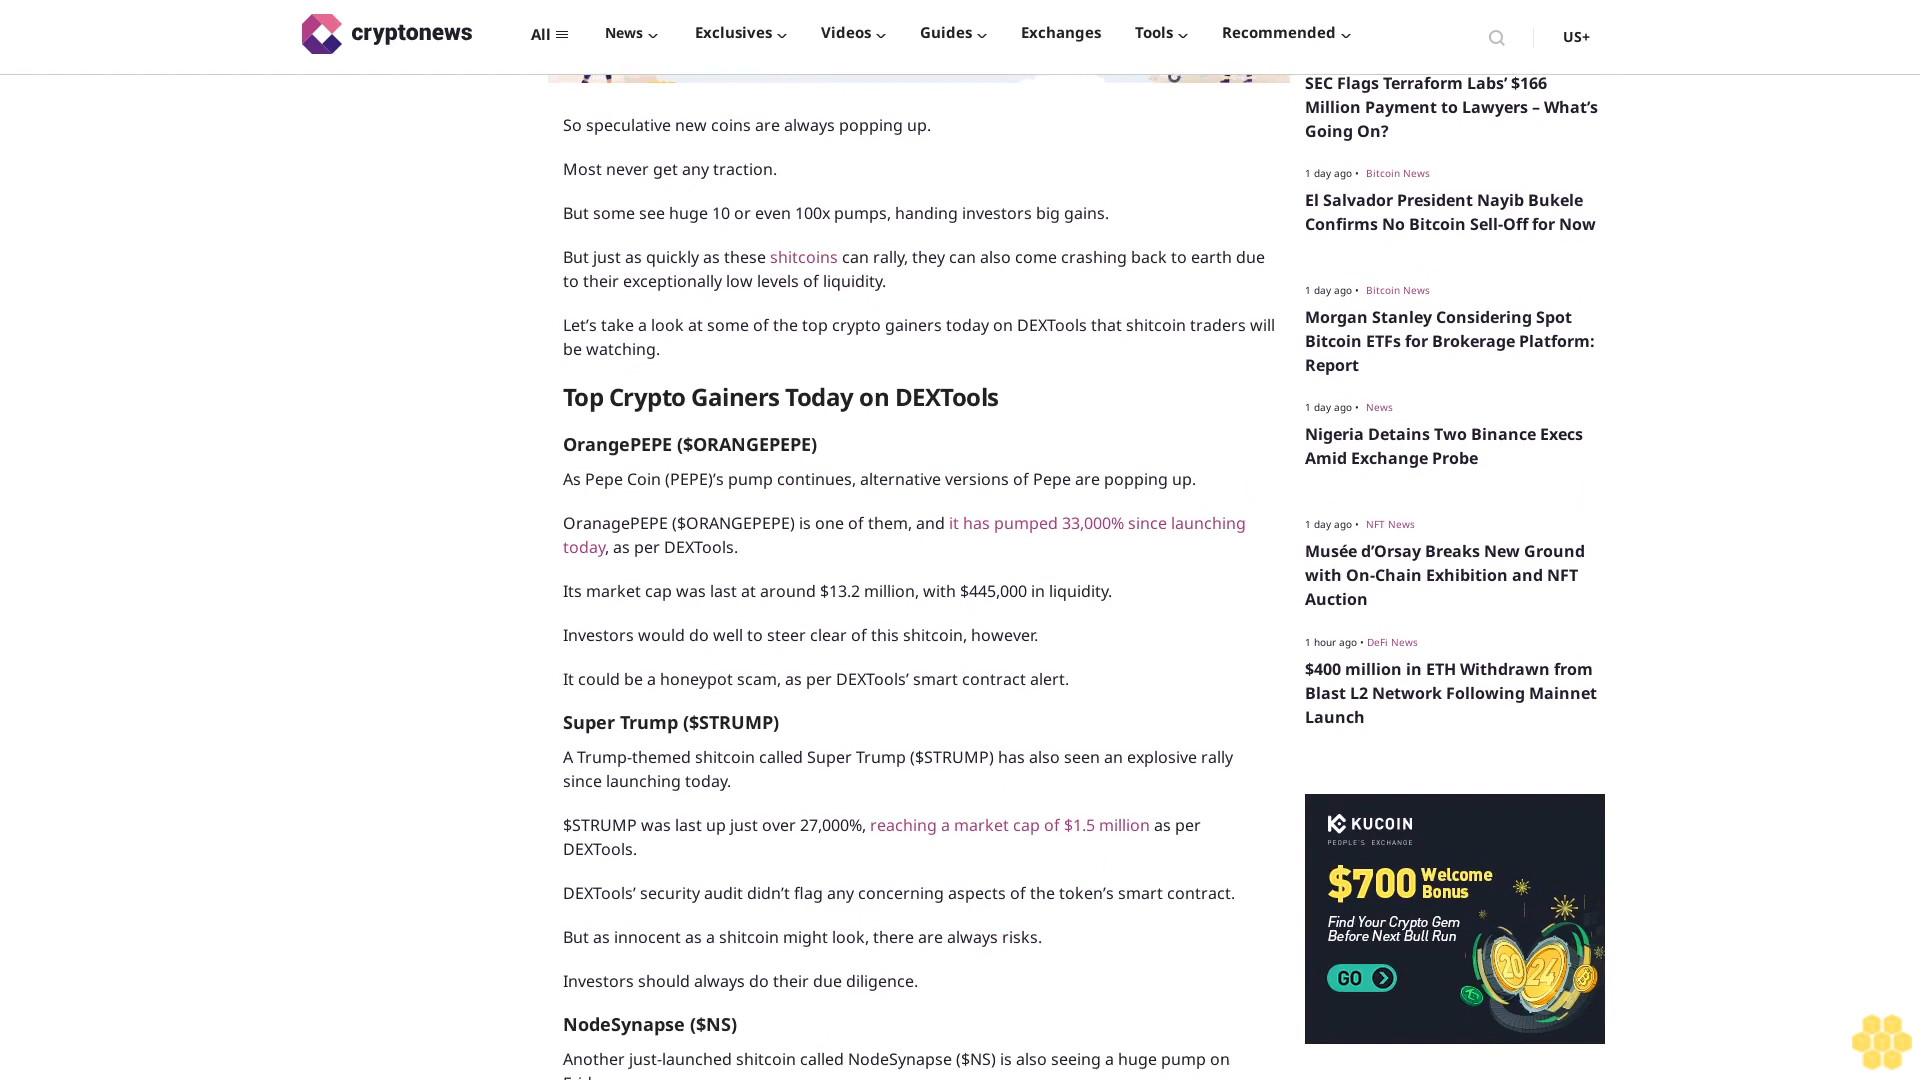 cryptonews
All
News
Exclusives
Videos
Guides
Exchanges
Tools
Recommended
US+
So speculative new coins are always popping up.
Most never get any traction.
But some see huge 10 or even 100x pumps, handing investors big gains.
But just as quickly as these shitcoins can rally, they can also come crashing back to earth due
to their exceptionally low levels of liquidity.
Let’s take a look at some of the top crypto gainers today on DEXTools that shitcoin traders will
be watching.
Top Crypto Gainers Today on DEXTools
OrangePEPE ($ORANGEPEPE)
As Pepe Coin (PEPE)’s pump continues, alternative versions of Pepe are popping up.
OranagePEPE ($ORANGEPEPE) is one of them, and it has pumped 33,000% since launching
today, as per DEXTools.
Its market cap was last at around $13.2 million, with $445,000 in liquidity.
Investors would do well to steer clear of this shitcoin, however.
It could be a honeypot scam, as per DEXTools’ smart contract alert.
Super Trump ($STRUMP)
A Trump-themed shitcoin called Super Trump ($STRUMP) has also seen an explosive rally
since launching today.
$STRUMP was last up just over 27,000%, reaching a market cap of $1.5 million as per
DEXTools.
DEXTools’ security audit didn’t flag any concerning aspects of the token’s smart contract.
But as innocent as a shitcoin might look, there are always risks.
Investors should always do their due diligence.
NodeSynapse ($NS)
Another just-launched shitcoin called NodeSynapse ($NS) is also seeing a huge pump on
SEC Flags Terraform Labs’ $166
Million Payment to Lawyers – What’s
Going On?
1 day ago • Bitcoin News
El Salvador President Nayib Bukele
Confirms No Bitcoin Sell-Off for Now
1 day ago • Bitcoin News
Morgan Stanley Considering Spot
Bitcoin ETFs for Brokerage Platform:
Report
1 day ago • News
Nigeria Detains Two Binance Execs
Amid Exchange Probe
1 day ago • NFT News
Musée d’Orsay Breaks New Ground
with On-Chain Exhibition and NFT
Auction
1 hour ago • DeFi News
$400 million in ETH Withdrawn from
Blast L2 Network Following Mainnet
Launch
KUCOIN
PEOPLE'S EXCHANGE
$700 Welcome
Bonus
Find Your Crypto Gem
Before Next Bull Run
GO
20
24